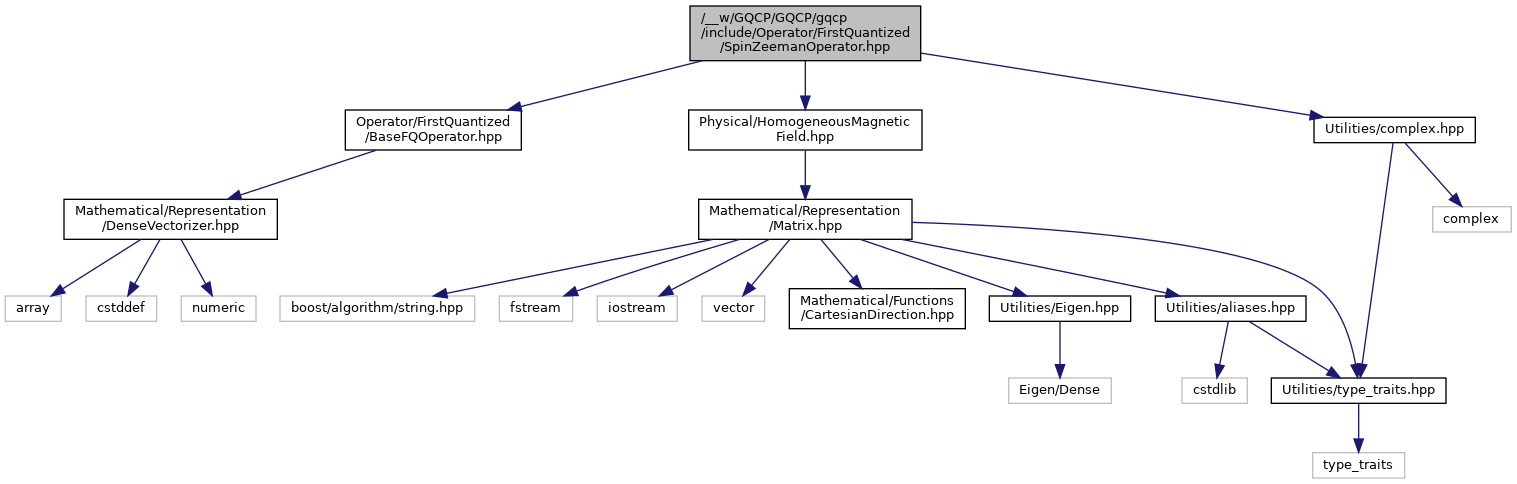 /__w/GQCP/GQCP/gqcp
/include/Operator/FirstQuantized
/SpinZeemanOperator.hpp
Operator/FirstQuantized
/BaseFQOperator.hpp
Physical/HomogeneousMagnetic
Field.hpp
Utilities/complex.hpp
Mathematical/Representation
/DenseVectorizer.hpp
Mathematical/Representation
/Matrix.hpp
complex
array
cstddef
numeric
boost/algorithm/string.hpp
fstream
iostream
vector
Mathematical/Functions
/CartesianDirection.hpp
Utilities/Eigen.hpp
Utilities/aliases.hpp
Eigen/Dense
cstdlib
Utilities/type_traits.hpp
type_traits